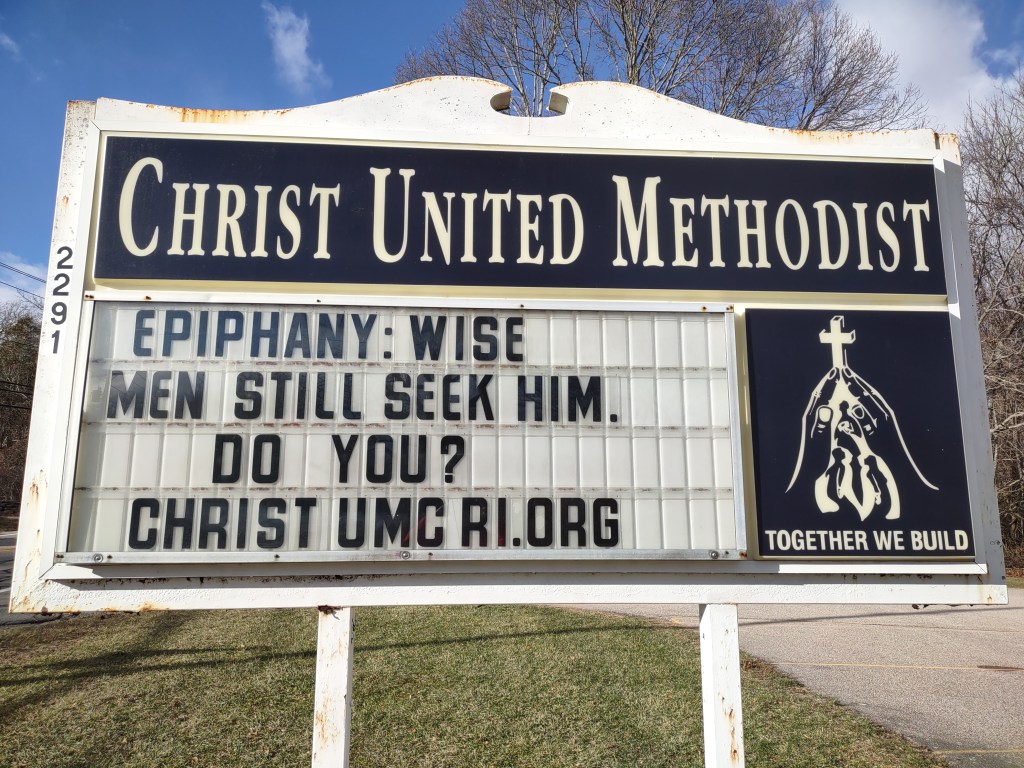 CHRIST UNITED METHODIST
2291
EPIPHANY: WISE
MEN STILL SEEK HIM.
DO YOU?
CHRIST UMC RI.ORG
TOGETHER WE BUILD